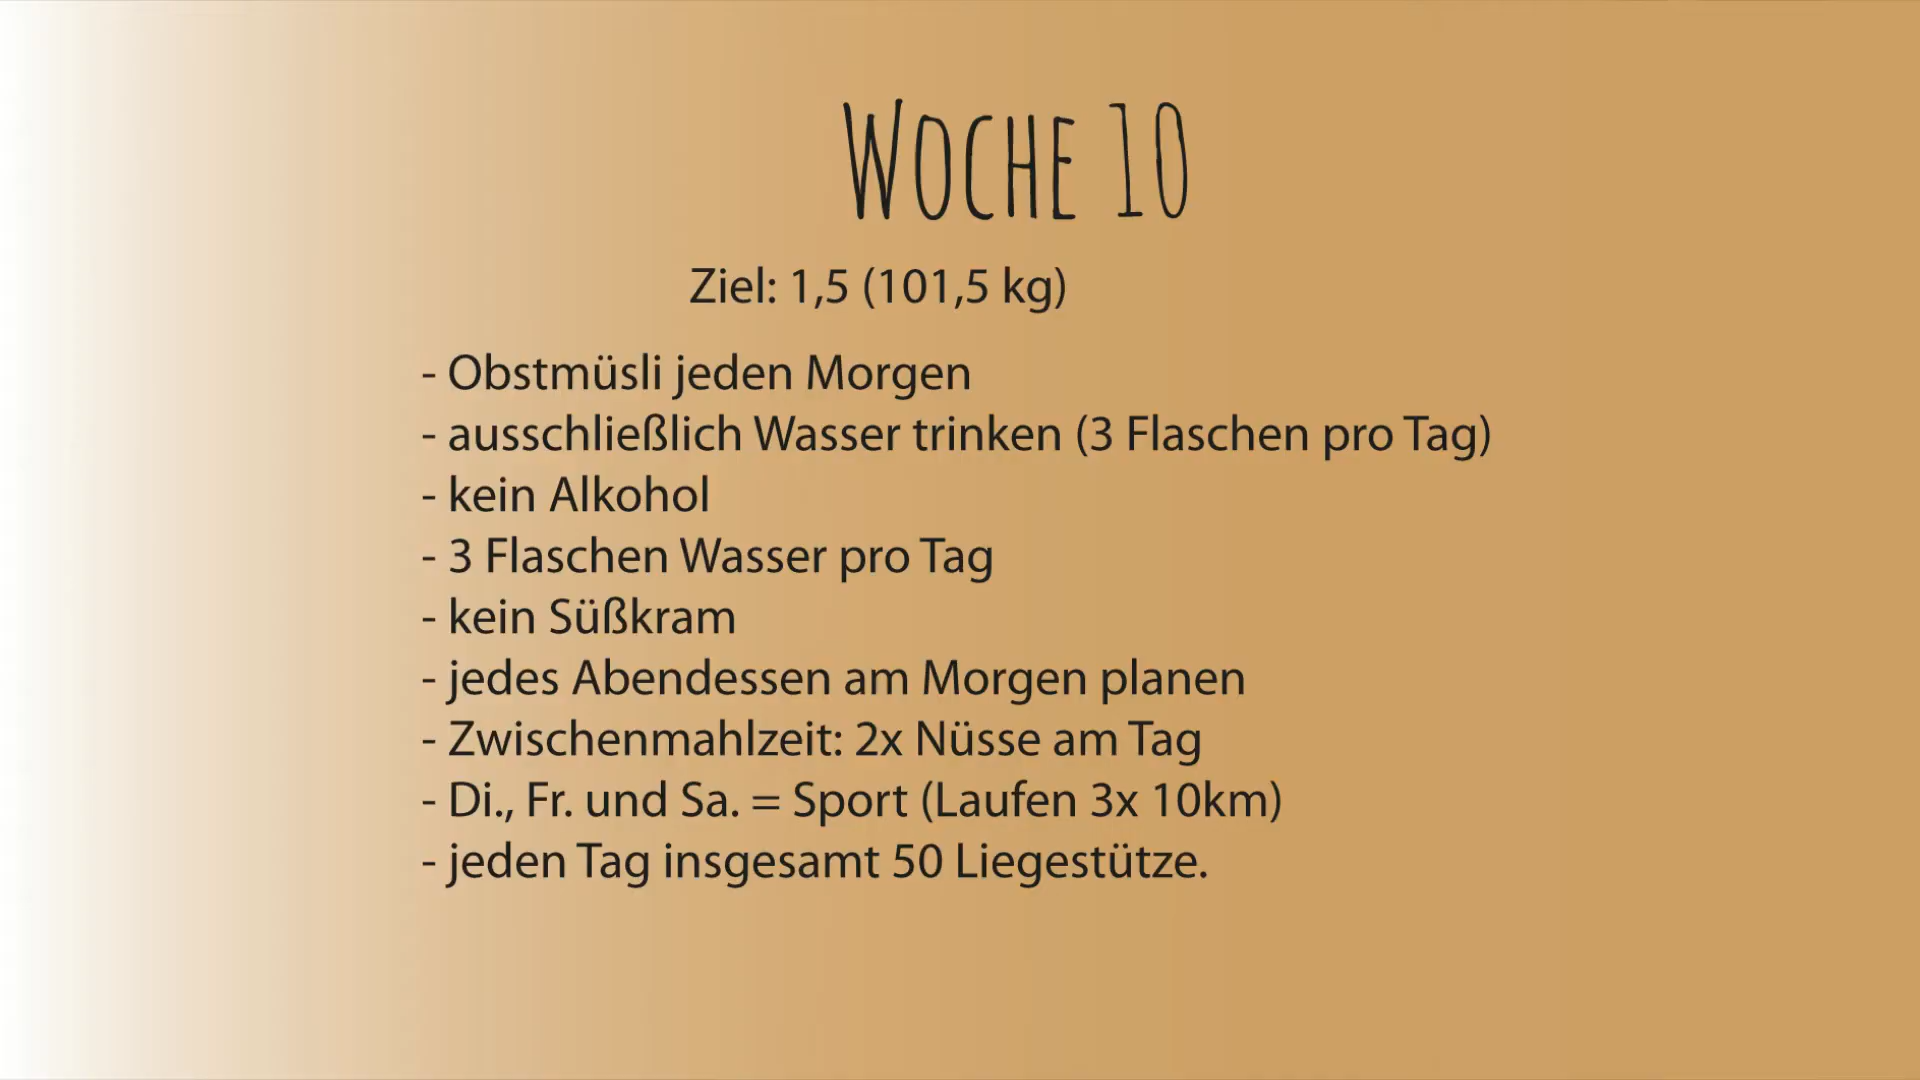 Woche 10
Ziel: 1,5 (101,5 kg)
- Obstmüsli jeden Morgen
- ausschließlich Wasser trinken (3 Flaschen pro Tag)
- kein Alkohol
- 3 Flaschen Wasser pro Tag
- kein Süßkram
- jedes Abendessen am Morgen planen
- Zwischenmahlzeit: 2x Nüsse am Tag
- Di., Fr. und Sa. = Sport (Laufen 3x 10km)
- jeden Tag insgesamt 50 Liegestütze.